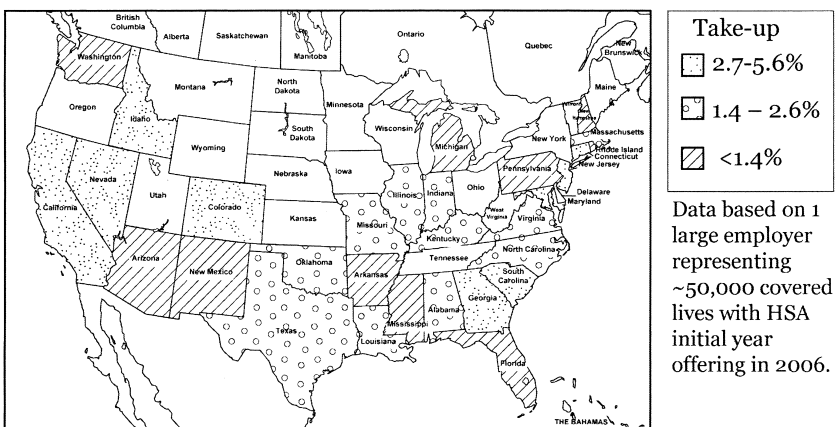 British
Columbia
Alberta
Saskatchewan
Manitoba
Ontario
Quebec
New
Brunswick
Washington
Montana
North
Dakota
Minnesota
Maine
Oregon
Idaho
South
Dakota
Wisconsin
Michigan
Vermont
New
Hampshire
New York
Massachusetts
Rhode Island
Connecticut
New Jersey
Wyoming
Nebraska
Iowa
Pennsylvania
Nevada
Utah
Colorado
Kansas
Illinois
Indiana
Ohio
Delaware
Maryland
California
Missouri
West
Virginia
Virginia
Kentucky
Arizona
New Mexico
Oklahoma
Arkansas
Tennessee
North Carolina
South
Carolina
Texas
Louisiana
Mississippi
Alabama
Georgia
Florida
THE BAHAMAS
Take-up
2.7-5.6%
1.4 – 2.6%
<1.4%
Data based on 1
large employer
representing
~50,000 covered
lives with HSA
initial year
offering in 2006.